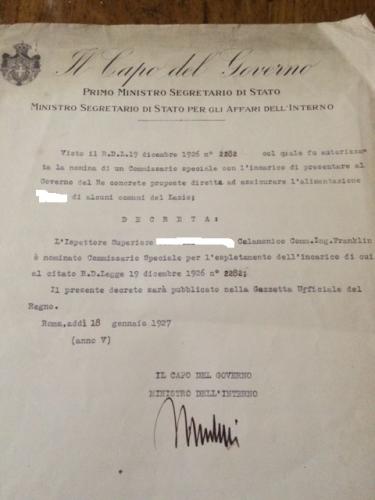 Il Capo del Governo
PRIMO MINISTRO SEGRETARIO DI STATO
MINISTRO SEGRETARIO DI STATO PER GLI AFFARI DELL'INTERNO
Visto il R.D.L.19 dicembre 1926 n° 2282 col quale fu autorizza=
ta la nomina di un Commissario speciale con l'incarico di presentare al
Governo del Re concrete proposte diretta ad assicurare l'alimentazione
di alcuni comuni del Lazio;
DECRETA:
L'Ispettore Superiore Calamenico Comm.Ing.Franklin
è nominato Commissario Speciale per l'espletamento dell'incarico di cui
al citato R.D.Legge 19 dicembre 1926 n° 2282;
Il presente decreto sarà pubblicato nella Gazzetta Ufficiale del
Regno.
Roma, addì 18 gennaio 1927
(anno V)
IL CAPO DEL GOVERNO
MINISTRO DELL'INTERNO